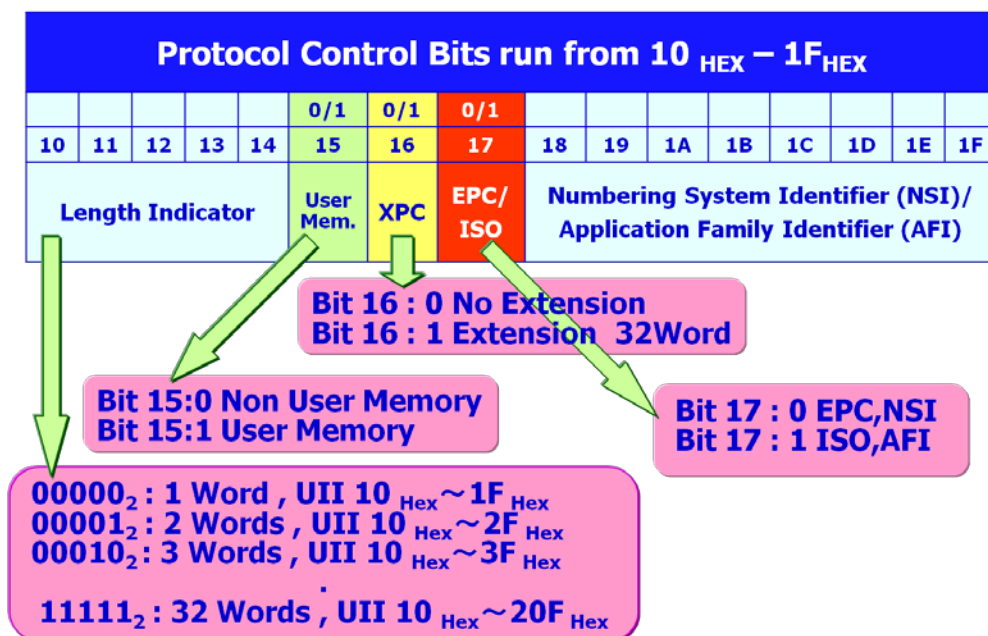 Protocol Control Bits run from 10 HEX – 1FHEX
0/1 0/1 0/1
10 11 12 13 14 15 16 17 18 19 1A 1B 1C 1D 1E 1F
Length Indicator
User
Mem.
XPC
EPC/
ISO
Numbering System Identifier (NSI)/
Application Family Identifier (AFI)
Bit 16 : 0 No Extension
Bit 16 : 1 Extension 32Word
Bit 15:0 Non User Memory
Bit 15:1 User Memory
Bit 17 : 0 EPC,NSI
Bit 17 : 1 ISO,AFI
00000₂ : 1 Word , UII 10 Hex~1F Hex
00001₂ : 2 Words , UII 10 Hex~2F Hex
00010₂ : 3 Words , UII 10 Hex~3F Hex
.
11111₂ : 32 Words , UII 10 Hex~20F Hex